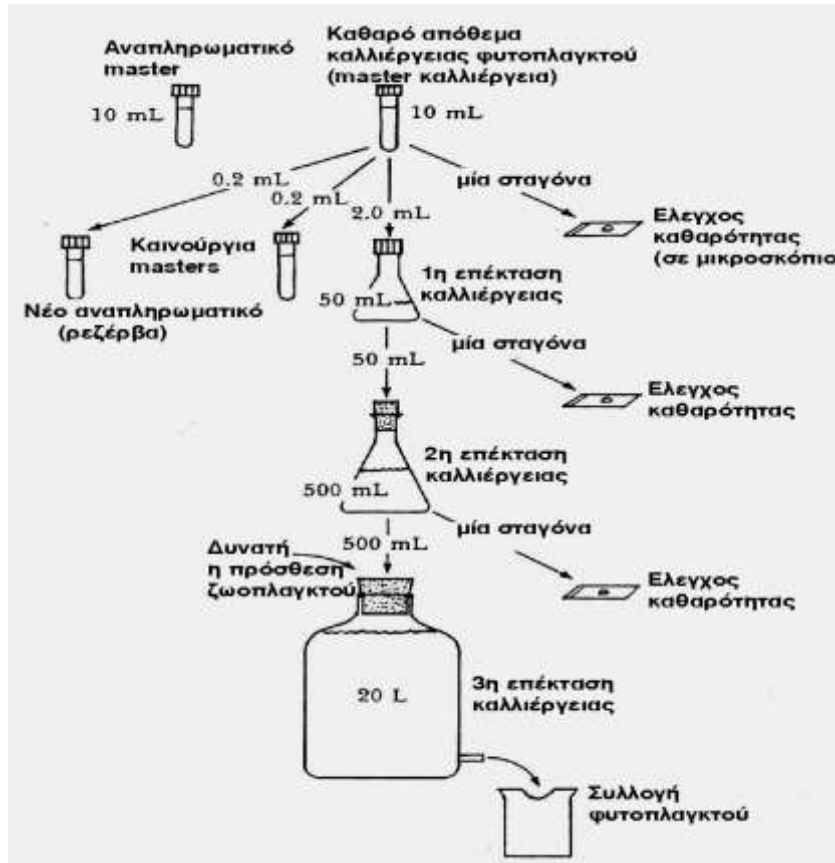 Αναπληρωματικό
master
10 mL
Καθαρό απόθεμα
καλλιέργειας φυτοπλαγκτού
(master καλλιέργεια)
10 mL
0.2 mL
0.2 mL
2.0 mL
μία σταγόνα
Ελεγχος
καθαρότητας
(σε μικροσκόπιο
Καινούργια
masters
Νέο αναπληρωματικό
(ρεζέρβα)
50 mL
1η επέκταση
καλλιέργειας
μία σταγόνα
50 mL
Ελεγχος
καθαρότητας
2η επέκταση
καλλιέργειας
500 mL
μία σταγόνα
500 mL
Δυνατή
η πρόσθεση
ζωοπλαγκτού
Ελεγχος
καθαρότητας
20 L
3η επέκταση
καλλιέργειας
Συλλογή
φυτοπλαγκτού